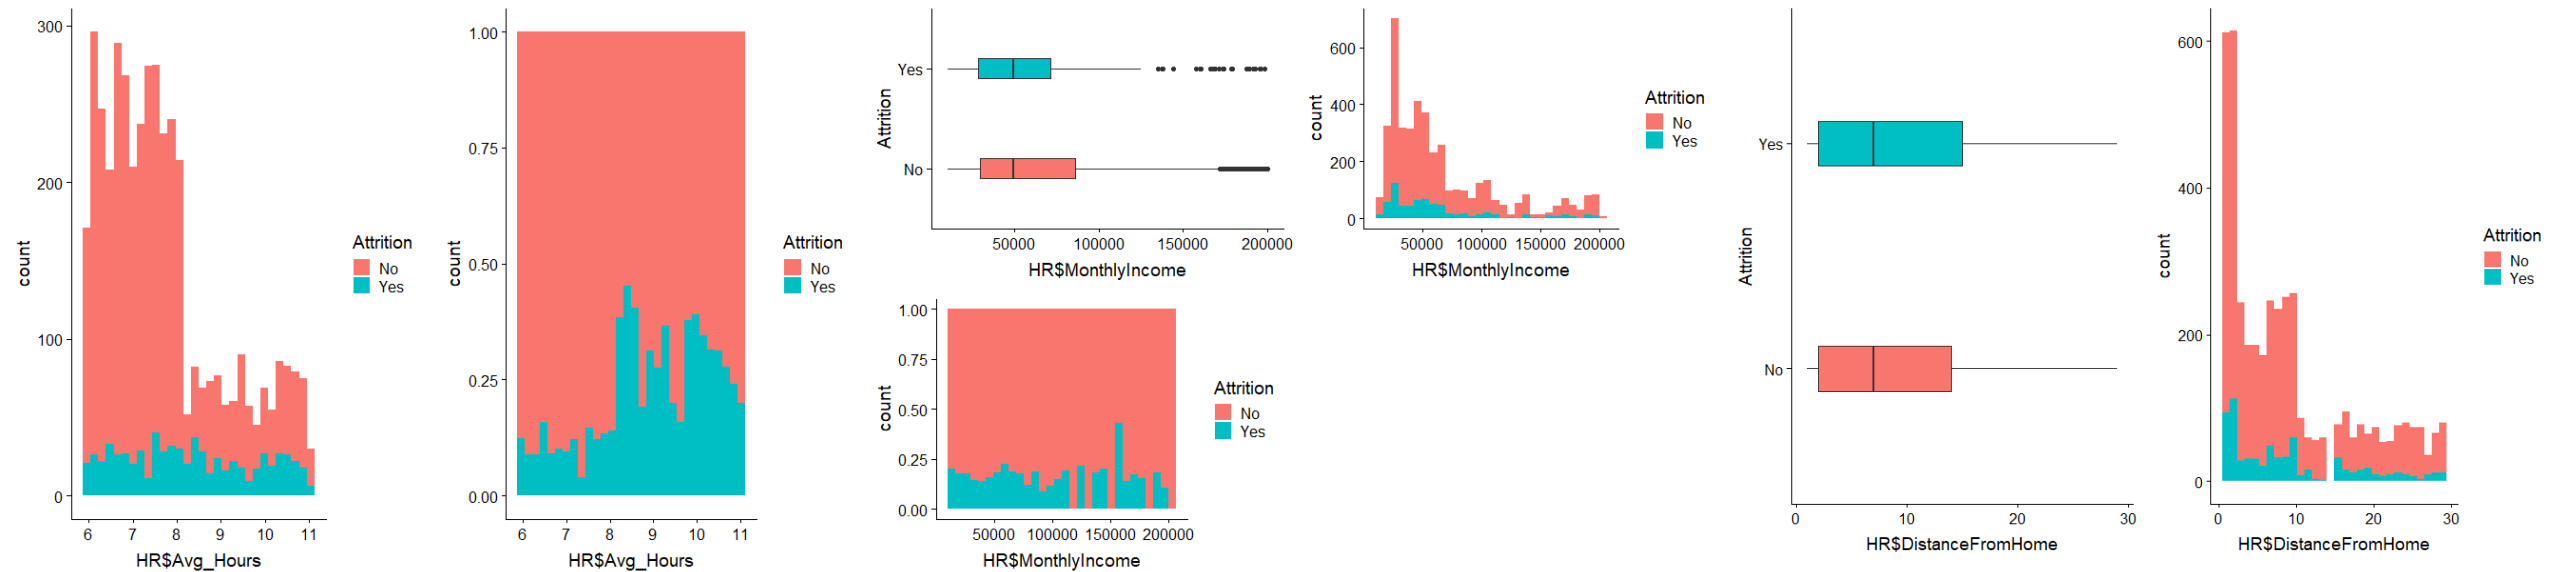 count
300
200
100
0
6 7 8 9 10 11
HR$Avg_Hours
Attrition
No
Yes
count
1.00
0.75
0.50
0.25
0.00
6 7 8 9 10 11
HR$Avg_Hours
Attrition
No
Yes
Attrition
Yes
No
50000 100000 150000 200000
HR$MonthlyIncome
count
600
400
200
0
50000 100000 150000 200000
HR$MonthlyIncome
Attrition
No
Yes
count
1.00
0.75
0.50
0.25
0.00
50000 100000 150000 200000
HR$MonthlyIncome
Attrition
No
Yes
Attrition
Yes
No
0 10 20 30
HR$DistanceFromHome
count
600
400
200
0
0 10 20 30
HR$DistanceFromHome
Attrition
No
Yes